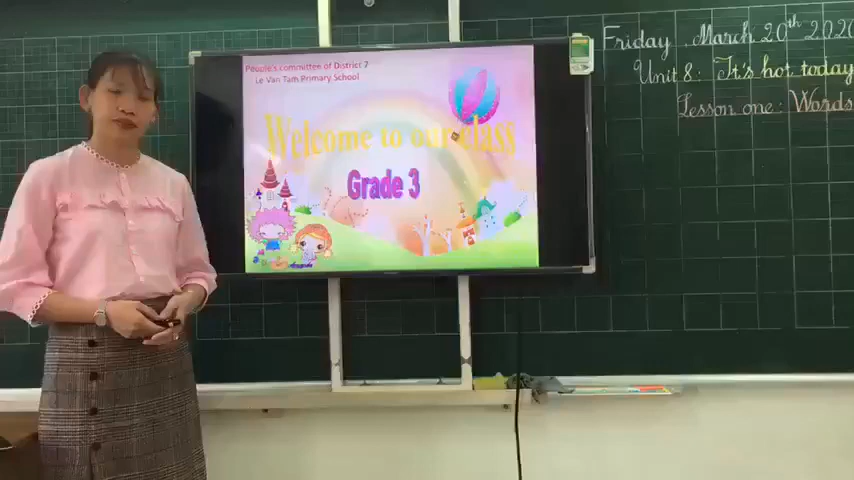 People's committee of District 7
Le Van Tam Primary School
Welcome to our class
Grade 3
Friday, March 20th 2020
Unit 8: It's hot today
Lesson one: Words